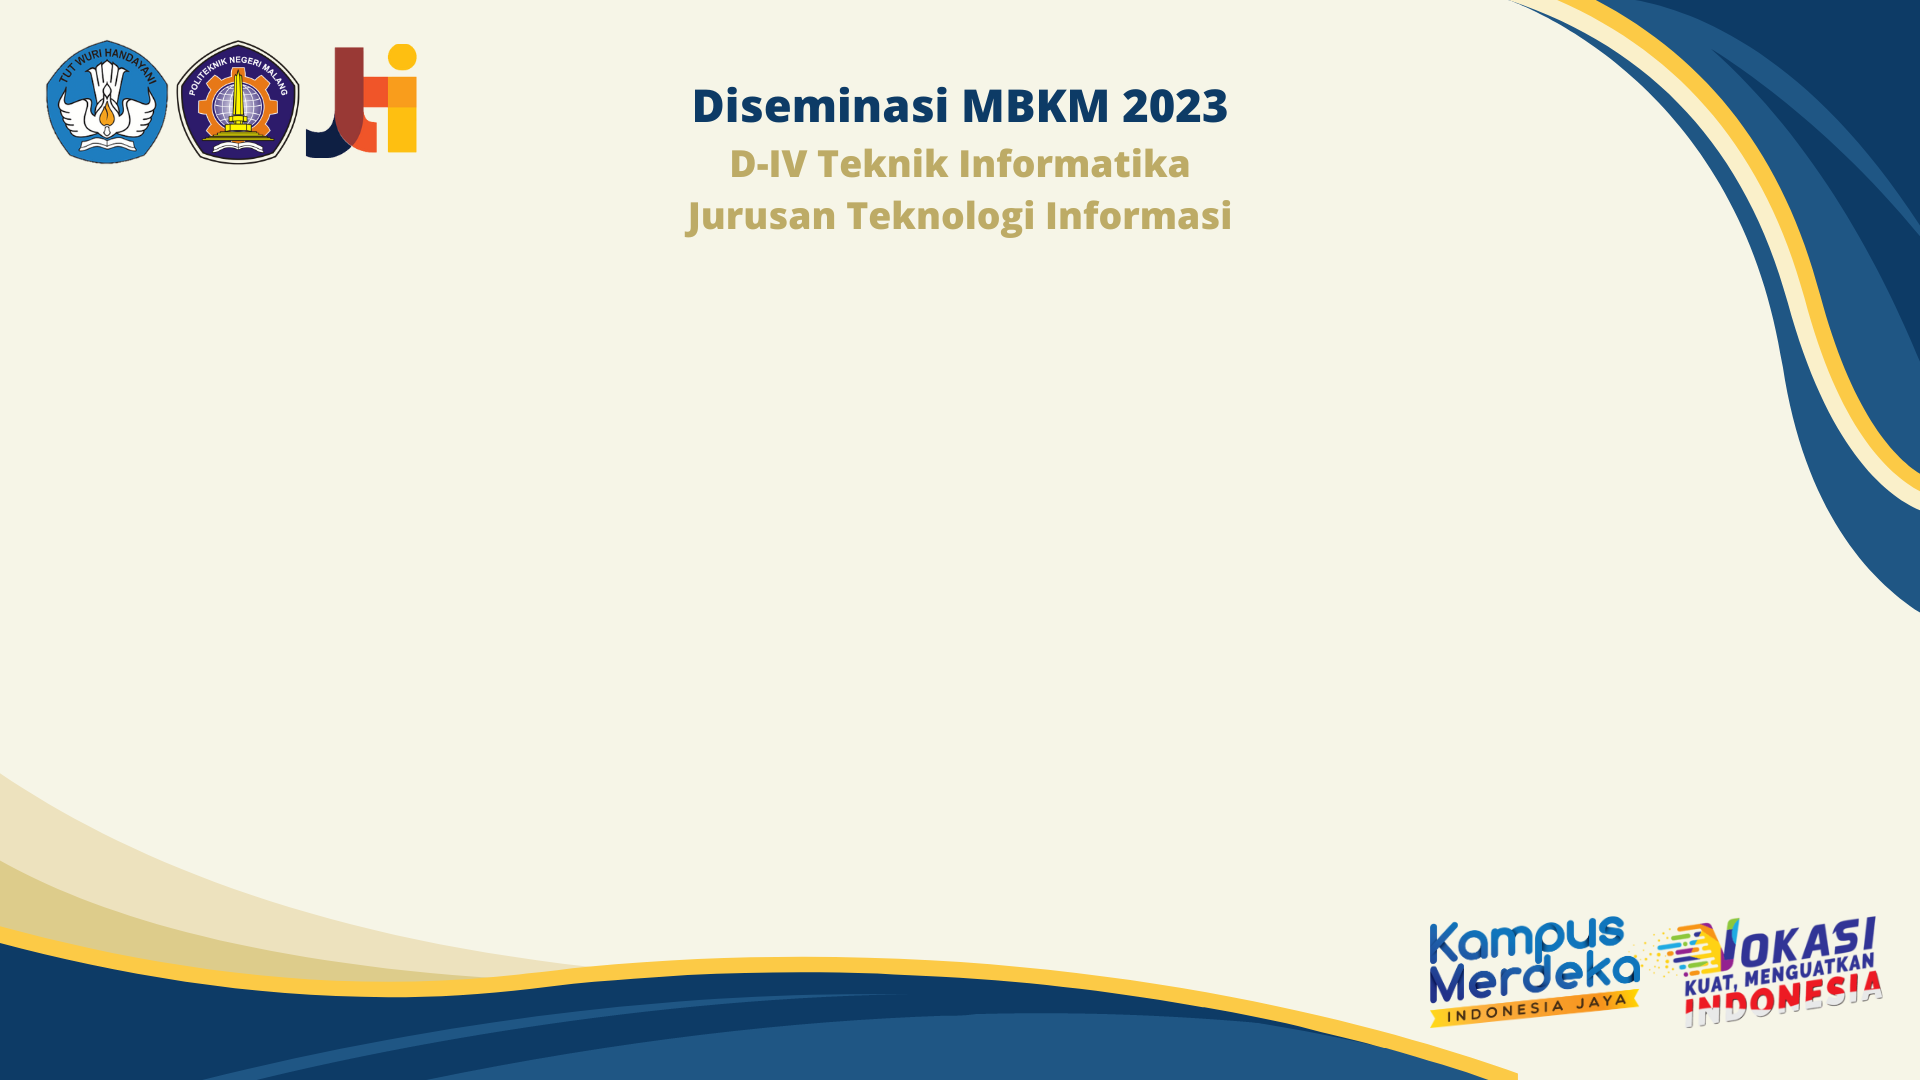 TUT WURI HANDAYANI
POLITEKNIK NEGERI MALANG
Jti
Diseminasi MBKM 2023
D-IV Teknik Informatika
Jurusan Teknologi Informasi
Kampus
Merdeka
INDONESIA JAYA
VOKASI
KUAT, MENGUATKAN
INDONESIA